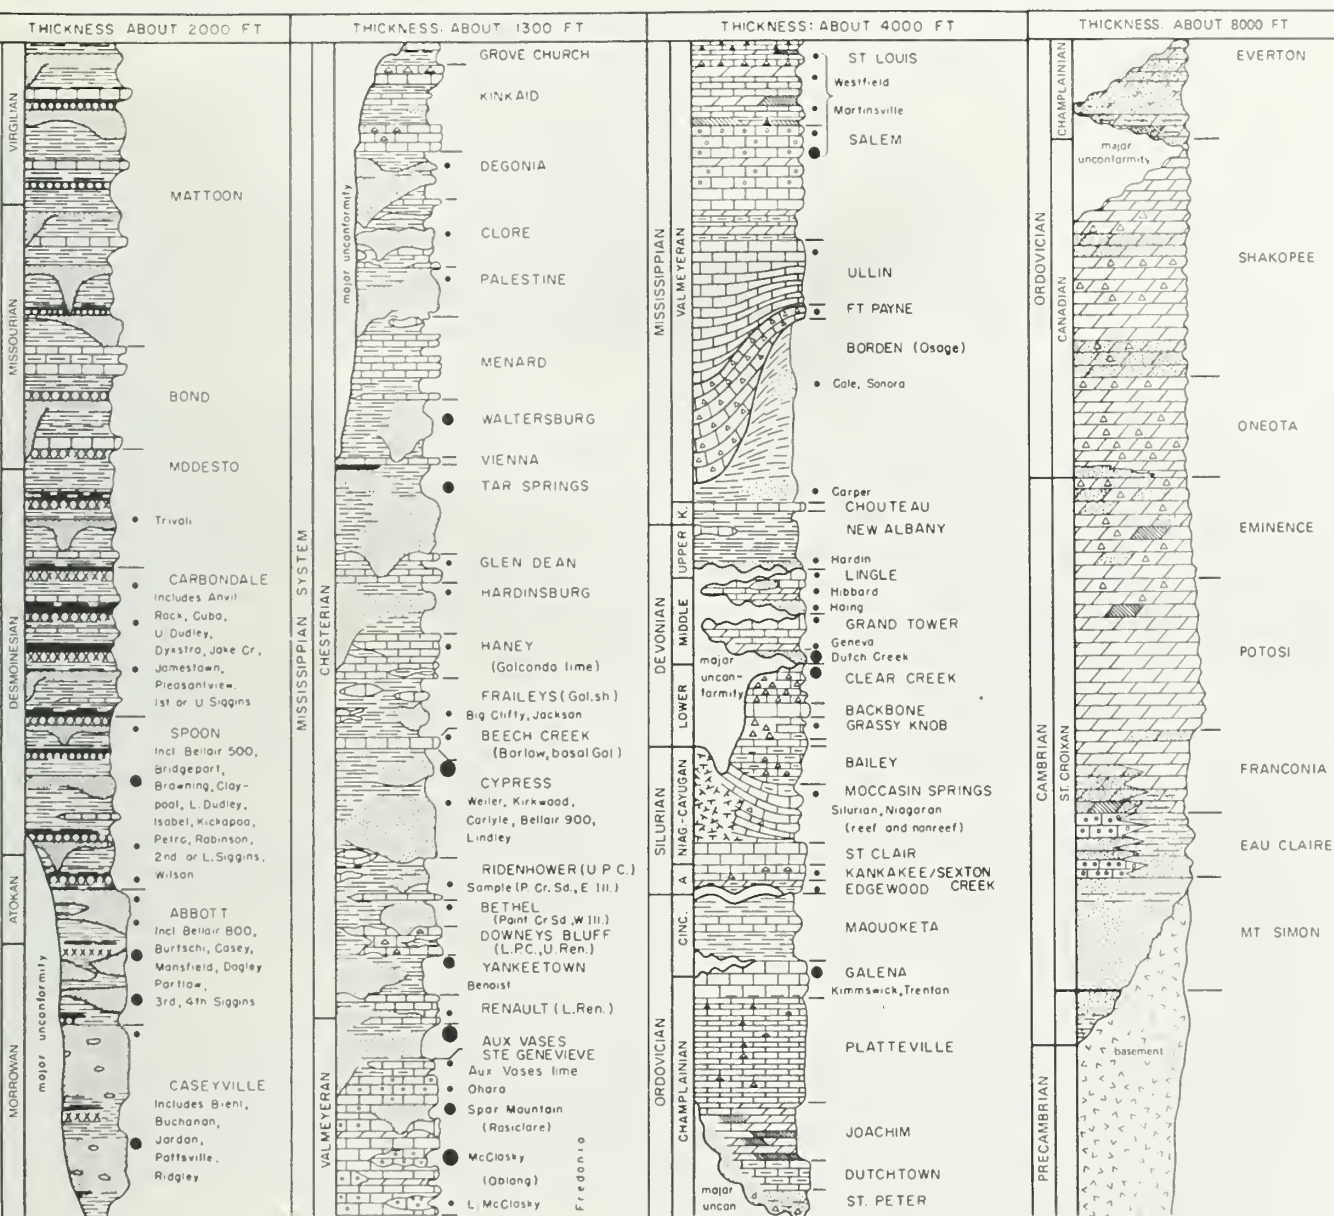 THICKNESS ABOUT 2000 FT
VIRGILIAN
MISSOURIAN
DESMOINESIAN
ATOKAN
MORROWAN
major unconformity
MATTOON
BOND
MODESTO
Trivoli
CARBONDALE
Includes Anvil
Rock, Cuba,
U. Dudley,
Dykstra, Jake Cr,
Jamestown,
Pleasantview,
1st or U Siggins
SPOON
Incl Bellair 500,
Bridgeport,
Browning, Clay-
pool, L. Dudley,
Isabel, Kickapoo,
Petro, Robinson,
2nd or L. Siggins,
Wilson
ABBOTT
Incl Bellair 800,
Burtschi, Casey,
Mansfield, Dagley
Partlow,
3rd, 4th Siggins
CASEYVILLE
Includes Biehl,
Buchanan,
Jordan,
Pottsville,
Ridgley
THICKNESS. ABOUT 1300 FT
MISSISSIPPIAN SYSTEM
CHESTERIAN
VALMEYERAN
major unconformity
GROVE CHURCH
KINKAID
DEGONIA
CLORE
PALESTINE
MENARD
WALTERSBURG
VIENNA
TAR SPRINGS
GLEN DEAN
HARDINSBURG
HANEY
(Golconda lime)
FRAILEYS (Gol.sh)
Big Clifty, Jackson
BEECH CREEK
(Barlow, basal Gol)
CYPRESS
Weiler, Kirkwood,
Carlyle, Bellair 900,
Lindley
RIDENHOWER (U P C.)
Sample (P. Cr. Sd., E Ill.)
BETHEL
(Paint Cr Sd., W Ill.)
DOWNEYS BLUFF
(L.P.C., U. Ren.)
YANKEETOWN
Benoist
RENAULT (L. Ren.)
AUX VASES
STE GENEVIEVE
Aux Vases lime
Ohara
Spar Mountain
(Rosiclare)
McClosky
(Oblong)
L. McClosky
Fredonia
THICKNESS: ABOUT 4000 FT
MISSISSIPPIAN
VALMEYERAN
K.
DEVONIAN
UPPER
MIDDLE
LOWER
SILURIAN
NIAG-CAYUGAN
A
ORDOVICIAN
CINC.
CHAMPLAINIAN
ST LOUIS
Westfield
Martinsville
SALEM
ULLIN
FT PAYNE
BORDEN (Osage)
Cole, Sonora
Carper
CHOUTEAU
NEW ALBANY
Hardin
LINGLE
Hibbard
Hoing
GRAND TOWER
Geneva
Dutch Creek
major
uncon-
formity
CLEAR CREEK
BACKBONE
GRASSY KNOB
BAILEY
MOCCASIN SPRINGS
Silurian, Niagaran
(reef and nonreef)
ST CLAIR
KANKAKEE/SEXTON
EDGEWOOD CREEK
MAQUOKETA
GALENA
Kimmswick, Trenton
PLATTEVILLE
JOACHIM
DUTCHTOWN
ST. PETER
major
uncon
THICKNESS. ABOUT 8000 FT
ORDOVICIAN
CHAMPLAINIAN
CANADIAN
CAMBRIAN
ST. CROIXAN
PRECAMBRIAN
EVERTON
major
unconformity
SHAKOPEE
ONEOTA
EMINENCE
POTOSI
FRANCONIA
EAU CLAIRE
MT SIMON
basement